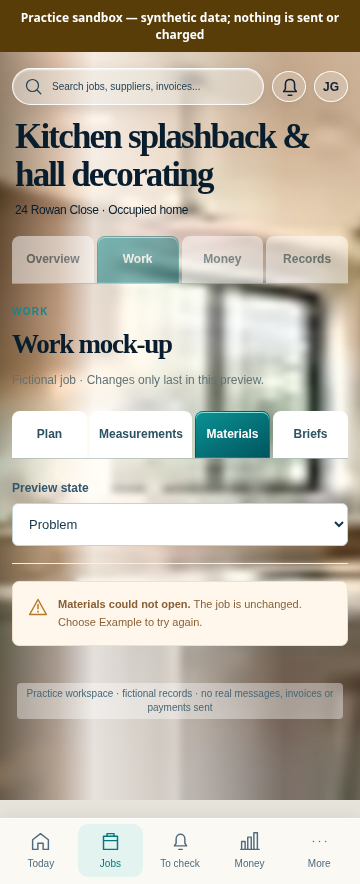 Practice sandbox — synthetic data; nothing is sent or
charged
Search jobs, suppliers, invoices...
JG
Kitchen splashback &
hall decorating
24 Rowan Close · Occupied home
Overview
Work
Money
Records
WORK
Work mock-up
Fictional job · Changes only last in this preview.
Plan
Measurements
Materials
Briefs
Preview state
Problem
Materials could not open. The job is unchanged.
Choose Example to try again.
Practice workspace · fictional records · no real messages, invoices or
payments sent
Today
Jobs
To check
Money
More